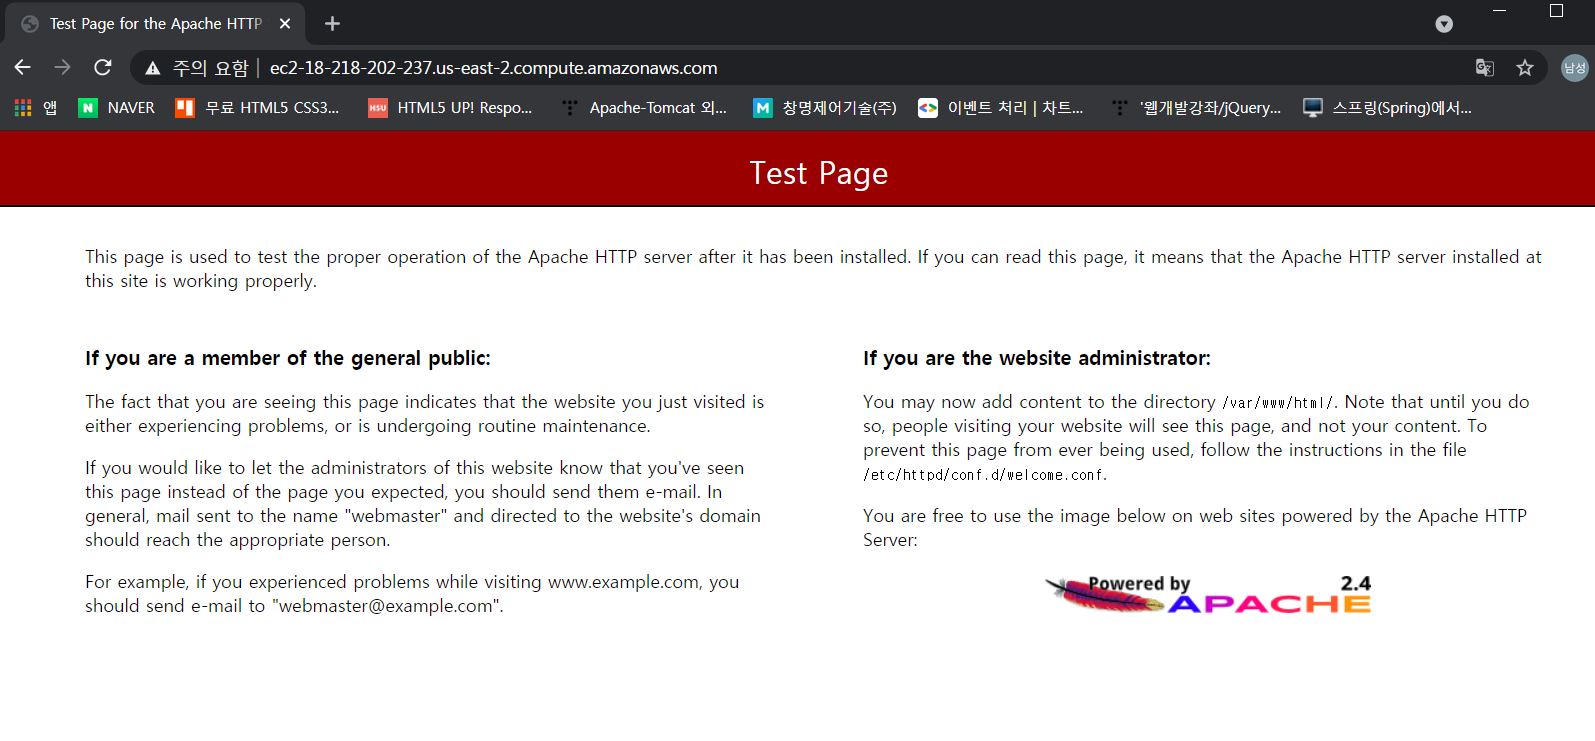 Test Page for the Apache HTTP
주의 요함 | ec2-18-218-202-237.us-east-2.compute.amazonaws.com
남성
앱 NAVER 무료 HTML5 CSS3... HSU HTML5 UP! Respo... Apache-Tomcat 외... M 창명제어기술(주) 이벤트 처리 | 차트... '웹개발강좌/jQuery... 스프링(Spring)에서...
Test Page
This page is used to test the proper operation of the Apache HTTP server after it has been installed. If you can read this page, it means that the Apache HTTP server installed at
this site is working properly.
If you are a member of the general public:
The fact that you are seeing this page indicates that the website you just visited is
either experiencing problems, or is undergoing routine maintenance.
If you would like to let the administrators of this website know that you've seen
this page instead of the page you expected, you should send them e-mail. In
general, mail sent to the name "webmaster" and directed to the website's domain
should reach the appropriate person.
For example, if you experienced problems while visiting www.example.com, you
should send e-mail to "webmaster@example.com".
If you are the website administrator:
You may now add content to the directory /var/www/html/. Note that until you do
so, people visiting your website will see this page, and not your content. To
prevent this page from ever being used, follow the instructions in the file
/etc/httpd/conf.d/welcome.conf.
You are free to use the image below on web sites powered by the Apache HTTP
Server:
Powered by 2.4
APACHE